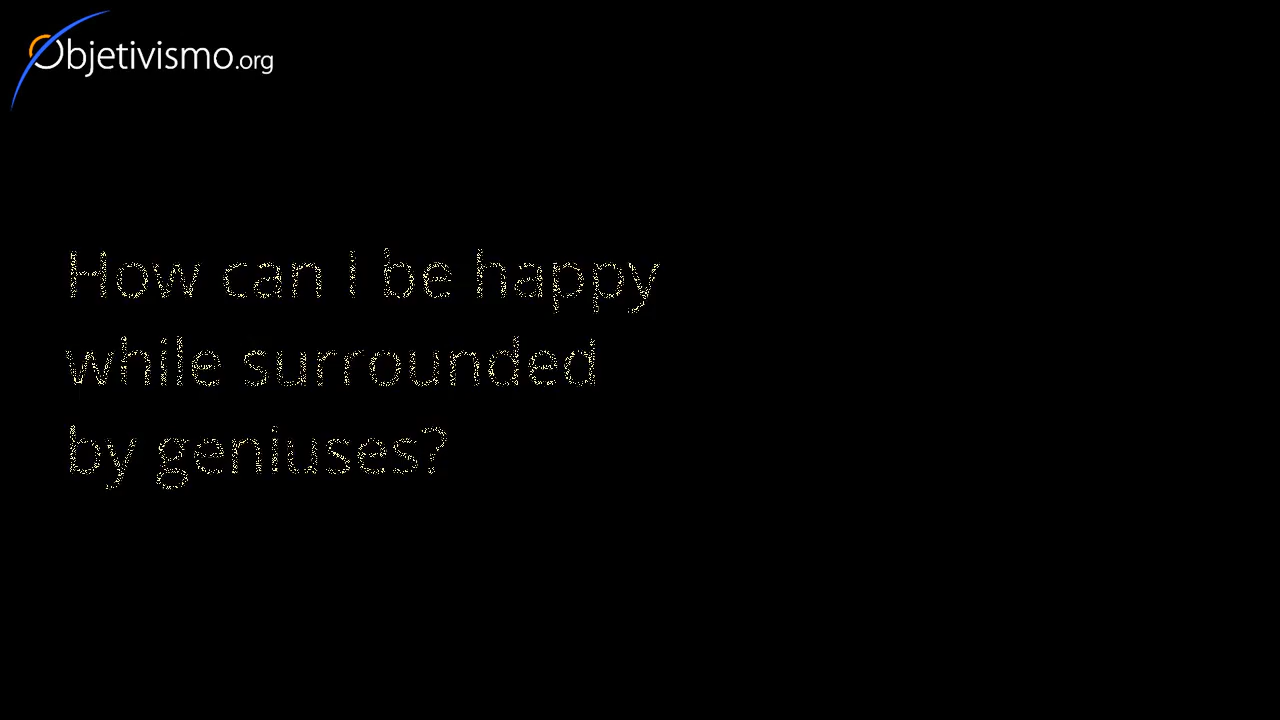 Objetivismo.org
How can I be happy
while surrounded
by geniuses?